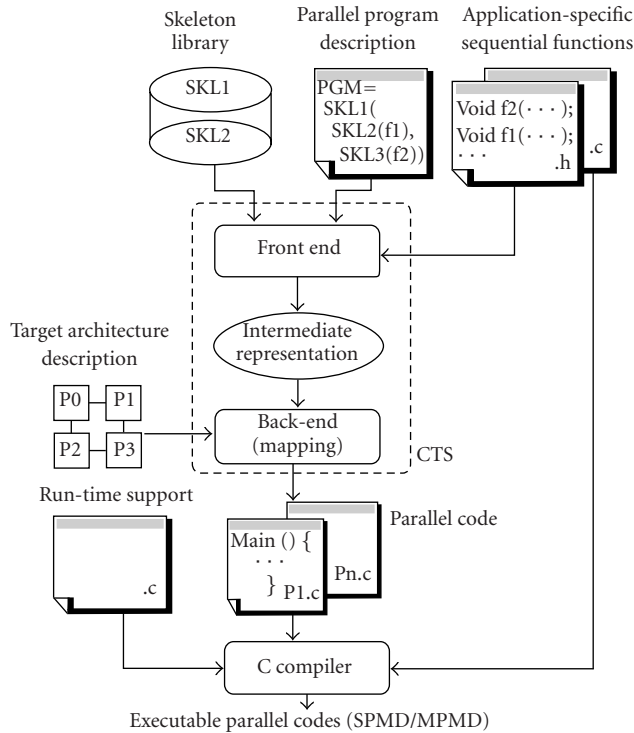 Skeleton
library
Parallel program
description
Application-specific
sequential functions
SKL1
SKL2
PGM=
SKL1(
SKL2(f1),
SKL3(f2))
Void f2(· · ·);
Void f1(· · ·);
· · ·
.h
.c
Front end
Intermediate
representation
Target architecture
description
P0
P1
P2
P3
Back-end
(mapping)
CTS
Run-time support
.c
Parallel code
Main () {
· · ·
}
P1.c
Pn.c
C compiler
Executable parallel codes (SPMD/MPMD)